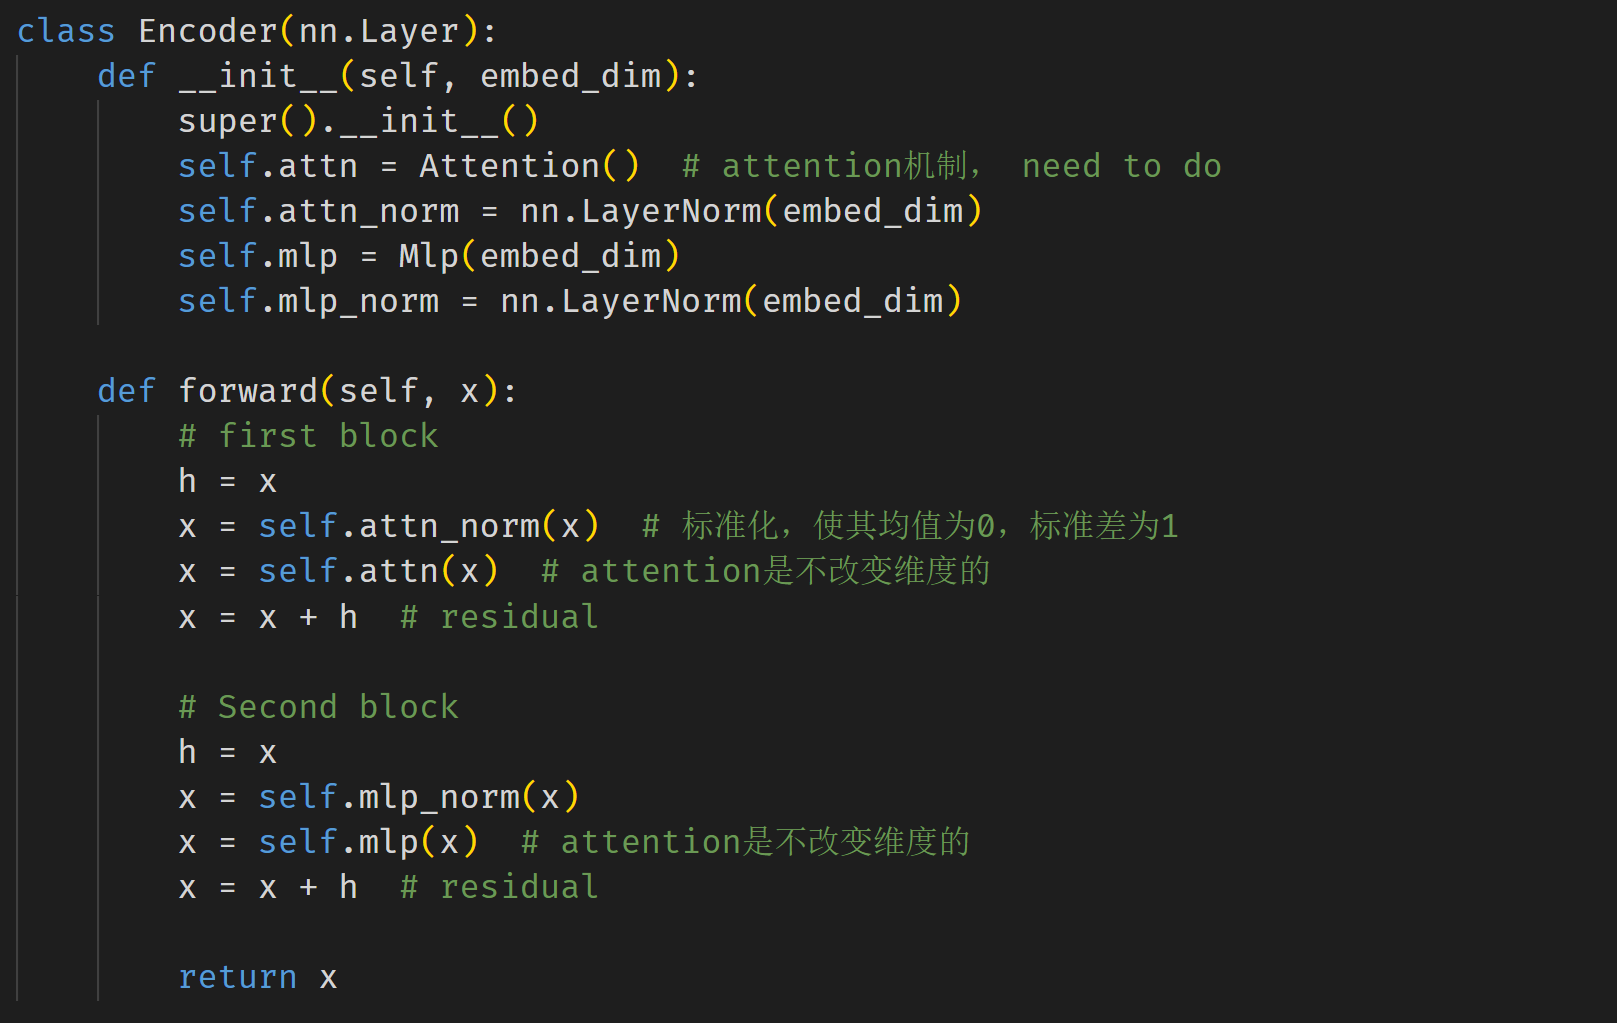 class Encoder(nn.Layer):
    def __init__(self, embed_dim):
        super().__init__()
        self.attn = Attention()  # attention机制， need to do
        self.attn_norm = nn.LayerNorm(embed_dim)
        self.mlp = Mlp(embed_dim)
        self.mlp_norm = nn.LayerNorm(embed_dim)

    def forward(self, x):
        # first block
        h = x
        x = self.attn_norm(x)  # 标准化，使其均值为0，标准差为1
        x = self.attn(x)  # attention是不改变维度的
        x = x + h  # residual

        # Second block
        h = x
        x = self.mlp_norm(x)
        x = self.mlp(x)  # attention是不改变维度的
        x = x + h  # residual

        return x